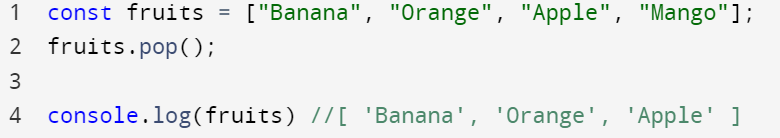 1 const fruits = ["Banana", "Orange", "Apple", "Mango"];
2 fruits.pop();
3
4 console.log(fruits) //[ 'Banana', 'Orange', 'Apple' ]